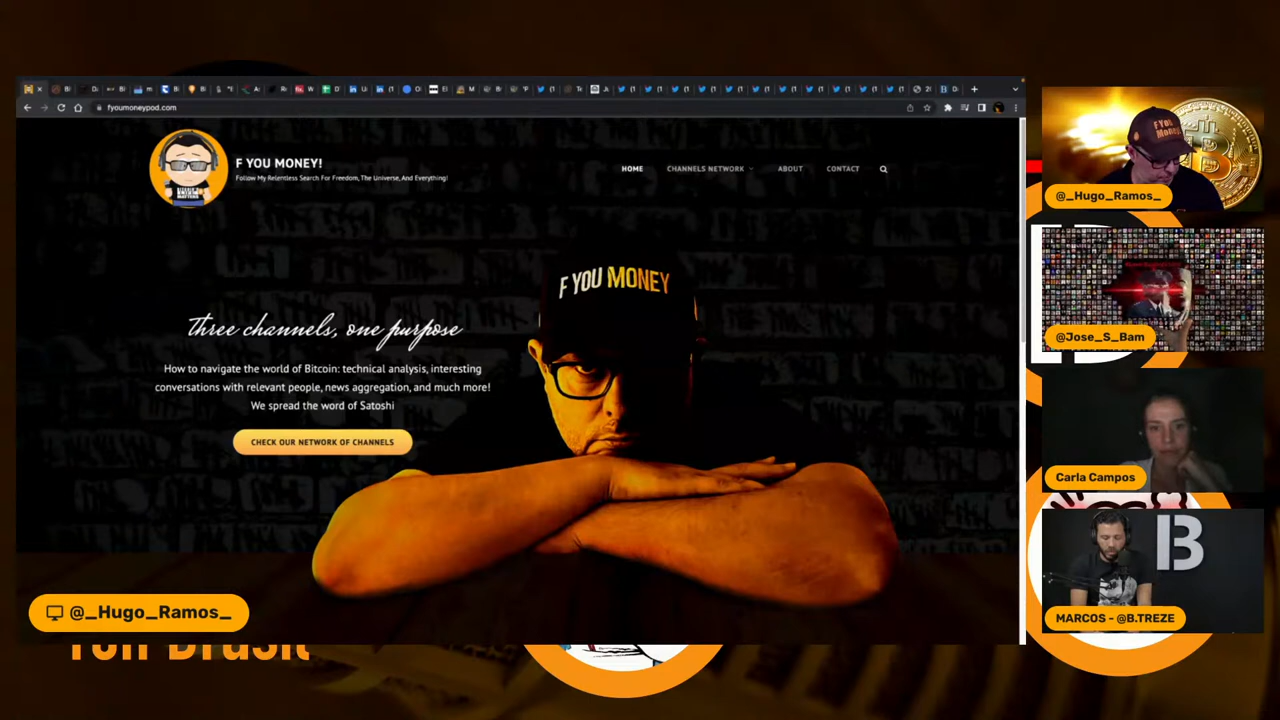 fyoumoneypod.com
F YOU MONEY!
Follow My Relentless Search For Freedom, The Universe, And Everything!
HOME
CHANNELS NETWORK
ABOUT
CONTACT
F YOU MONEY
three channels, one purpose
How to navigate the world of Bitcoin: technical analysis, interesting
conversations with relevant people, news aggregation, and much more!
We spread the word of Satoshi
CHECK OUR NETWORK OF CHANNELS
@_Hugo_Ramos_
F YOU
MONEY
@_Hugo_Ramos_
@Jose_S_Bam
Carla Campos
B
MARCOS - @B.TREZE